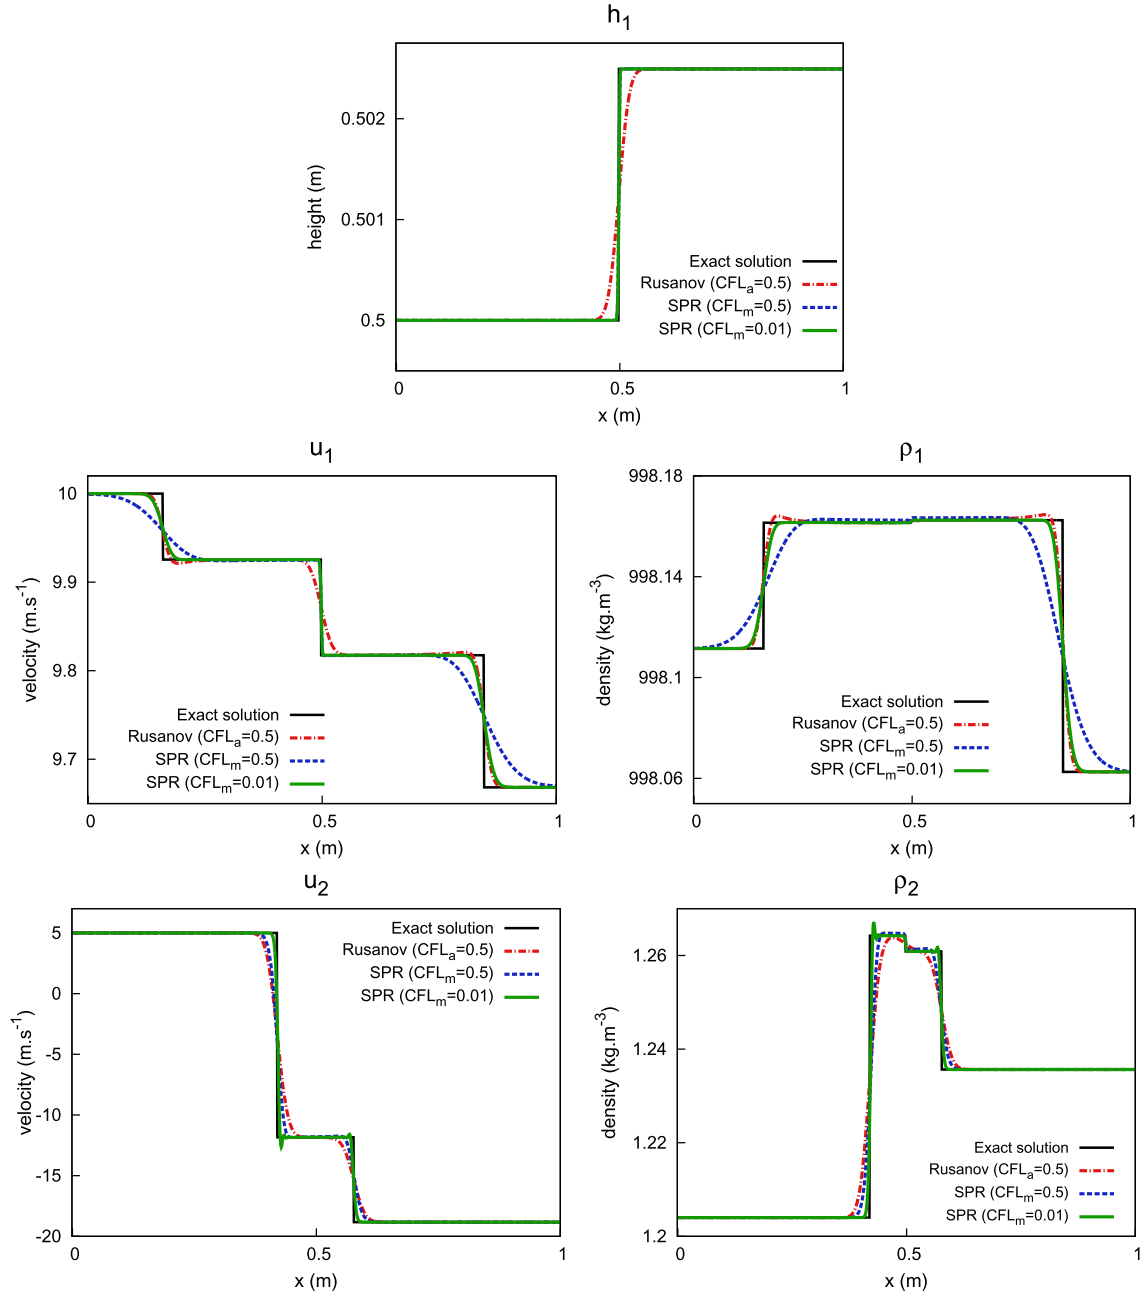 h1
0.502
0.501
0.5
height (m)
Exact solution
Rusanov (CFLa=0.5)
SPR (CFLm=0.5)
SPR (CFLm=0.01)
0 0.5 1
x (m)
u1
10
9.9
9.8
9.7
velocity (m.s-1)
Exact solution
Rusanov (CFLa=0.5)
SPR (CFLm=0.5)
SPR (CFLm=0.01)
0 0.5 1
x (m)
ρ1
998.18
998.14
998.1
998.06
density (kg.m-3)
Exact solution
Rusanov (CFLa=0.5)
SPR (CFLm=0.5)
SPR (CFLm=0.01)
0 0.5 1
x (m)
u2
5
0
-5
-10
-15
-20
velocity (m.s-1)
Exact solution
Rusanov (CFLa=0.5)
SPR (CFLm=0.5)
SPR (CFLm=0.01)
0 0.5 1
x (m)
ρ2
1.26
1.24
1.22
1.2
density (kg.m-3)
Exact solution
Rusanov (CFLa=0.5)
SPR (CFLm=0.5)
SPR (CFLm=0.01)
0 0.5 1
x (m)